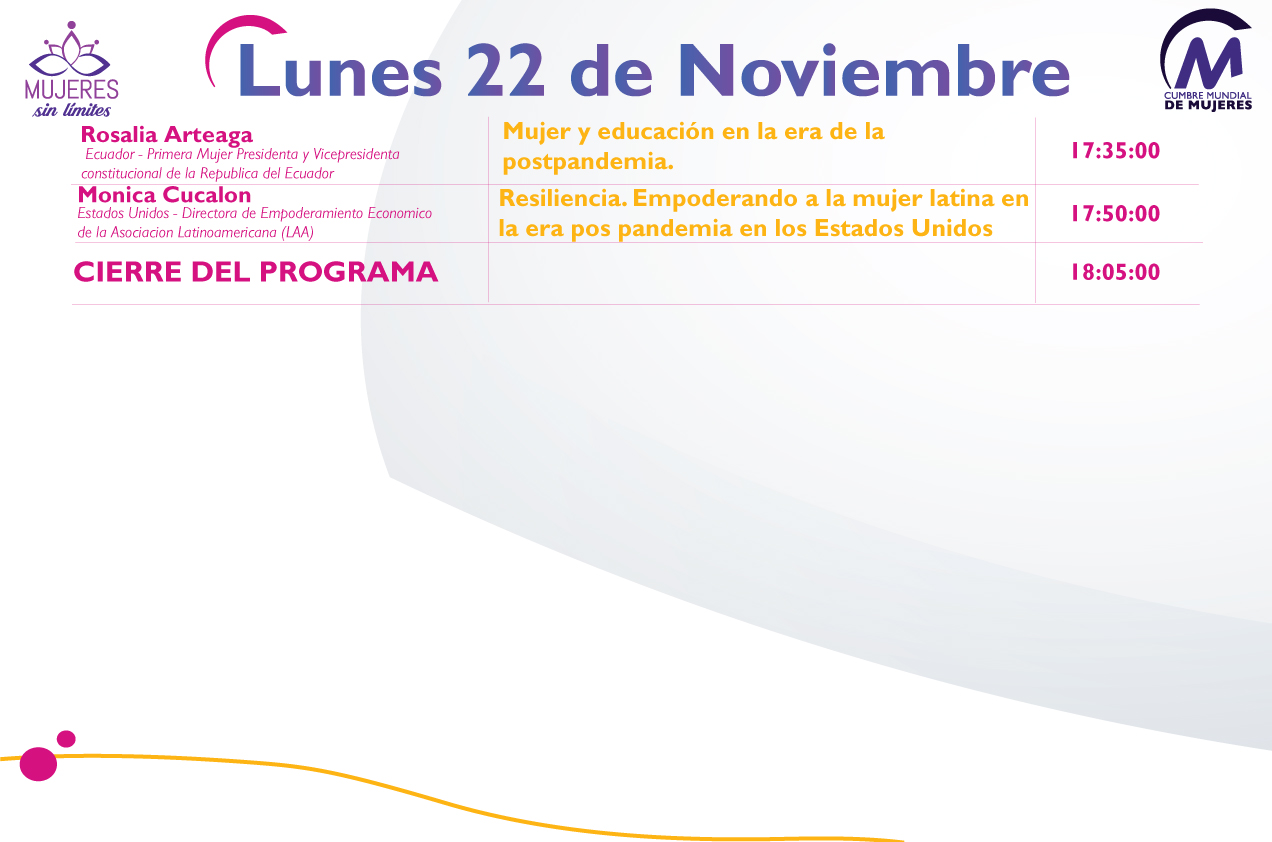 MUJERES
sin límites
Lunes 22 de Noviembre
CUMBRE MUNDIAL
DE MUJERES
Rosalia Arteaga
Ecuador - Primera Mujer Presidenta y Vicepresidenta
constitucional de la Republica del Ecuador
Mujer y educación en la era de la
postpandemia.
17:35:00
Monica Cucalon
Estados Unidos - Directora de Empoderamiento Economico
de la Asociacion Latinoamericana (LAA)
Resiliencia. Empoderando a la mujer latina en
la era pos pandemia en los Estados Unidos
17:50:00
CIERRE DEL PROGRAMA
18:05:00